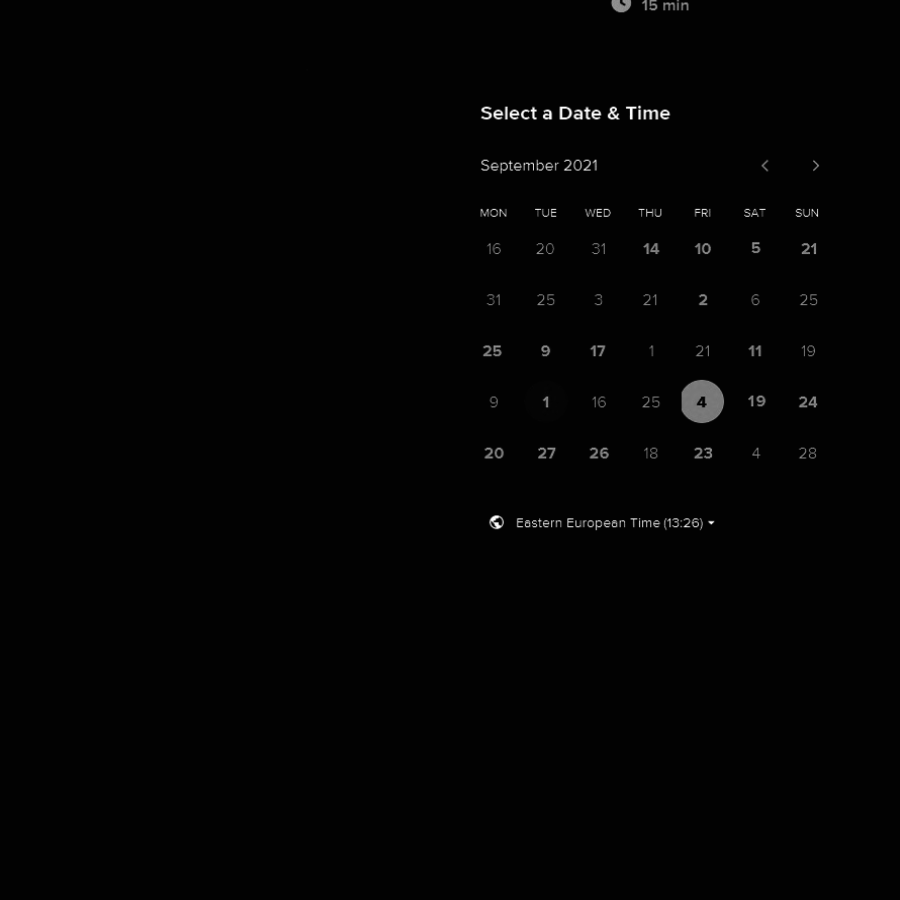 15 min
Select a Date & Time
September 2021
MON TUE WED THU FRI SAT SUN
16 20 31 14 10 5 21
31 25 3 21 2 6 25
25 9 17 1 21 11 19
9 1 16 25 4 19 24
20 27 26 18 23 4 28
Eastern European Time (13:26)